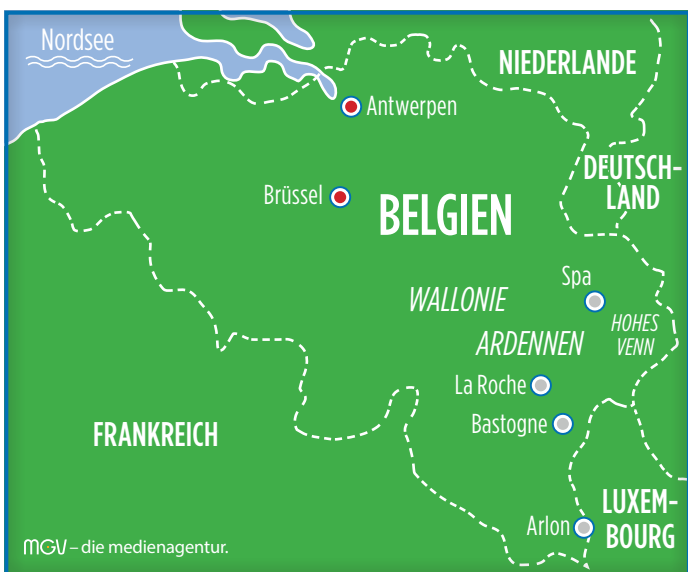 Nordsee
NIEDERLANDE
Antwerpen
DEUTSCH-
LAND
Brüssel
BELGIEN
Spa
WALLONIE
HOHES
VENN
ARDENNEN
La Roche
Bastogne
FRANKREICH
LUXEM-
BOURG
Arlon
MGV – die medienagentur.